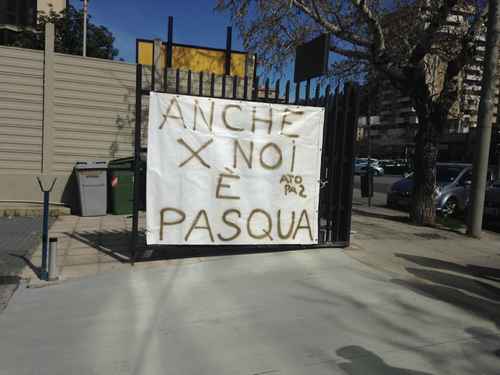 ANCHE
X NOI
È
ATO
PA2
PASQUA